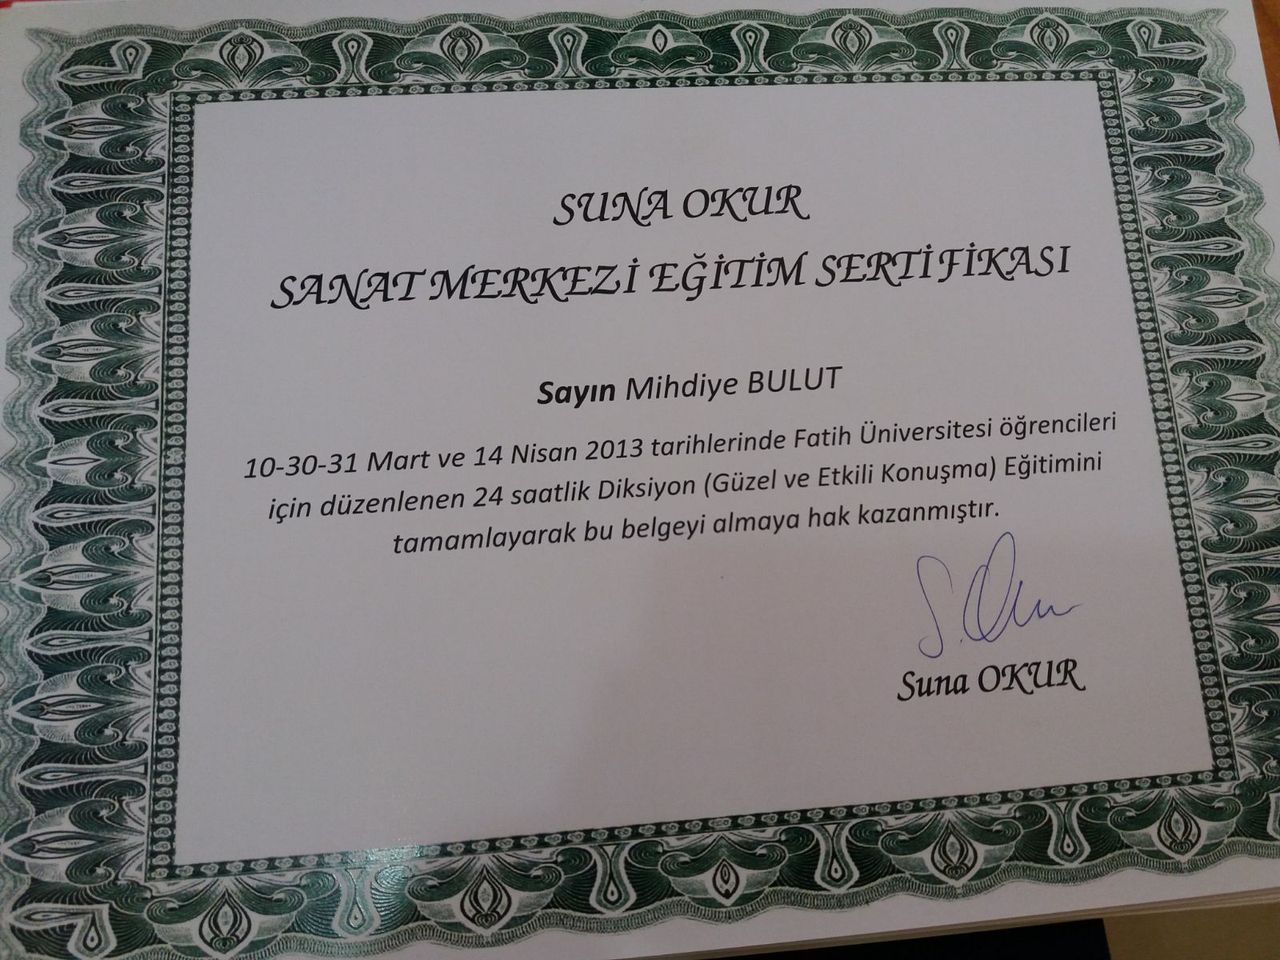 SUNA OKUR
SANAT MERKEZİ EĞİTİM SERTİFİKASI
Sayın Mihdiye BULUT
10-30-31 Mart ve 14 Nisan 2013 tarihlerinde Fatih Üniversitesi öğrencileri
için düzenlenen 24 saatlik Diksiyon (Güzel ve Etkili Konuşma) Eğitimini
tamamlayarak bu belgeyi almaya hak kazanmıştır.
Suna OKUR